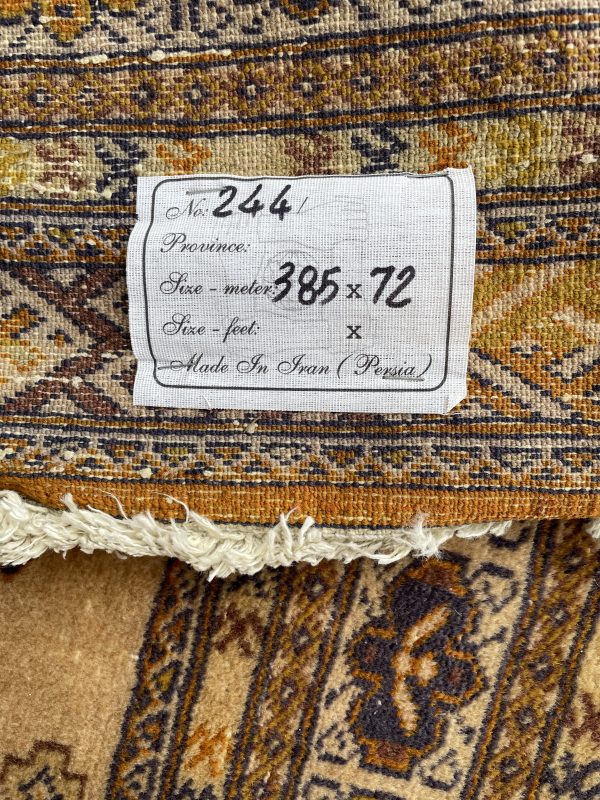 No: 244/
Province:
Size - meter: 385 x 72
Size - feet: x
Made In Iran ( Persia )